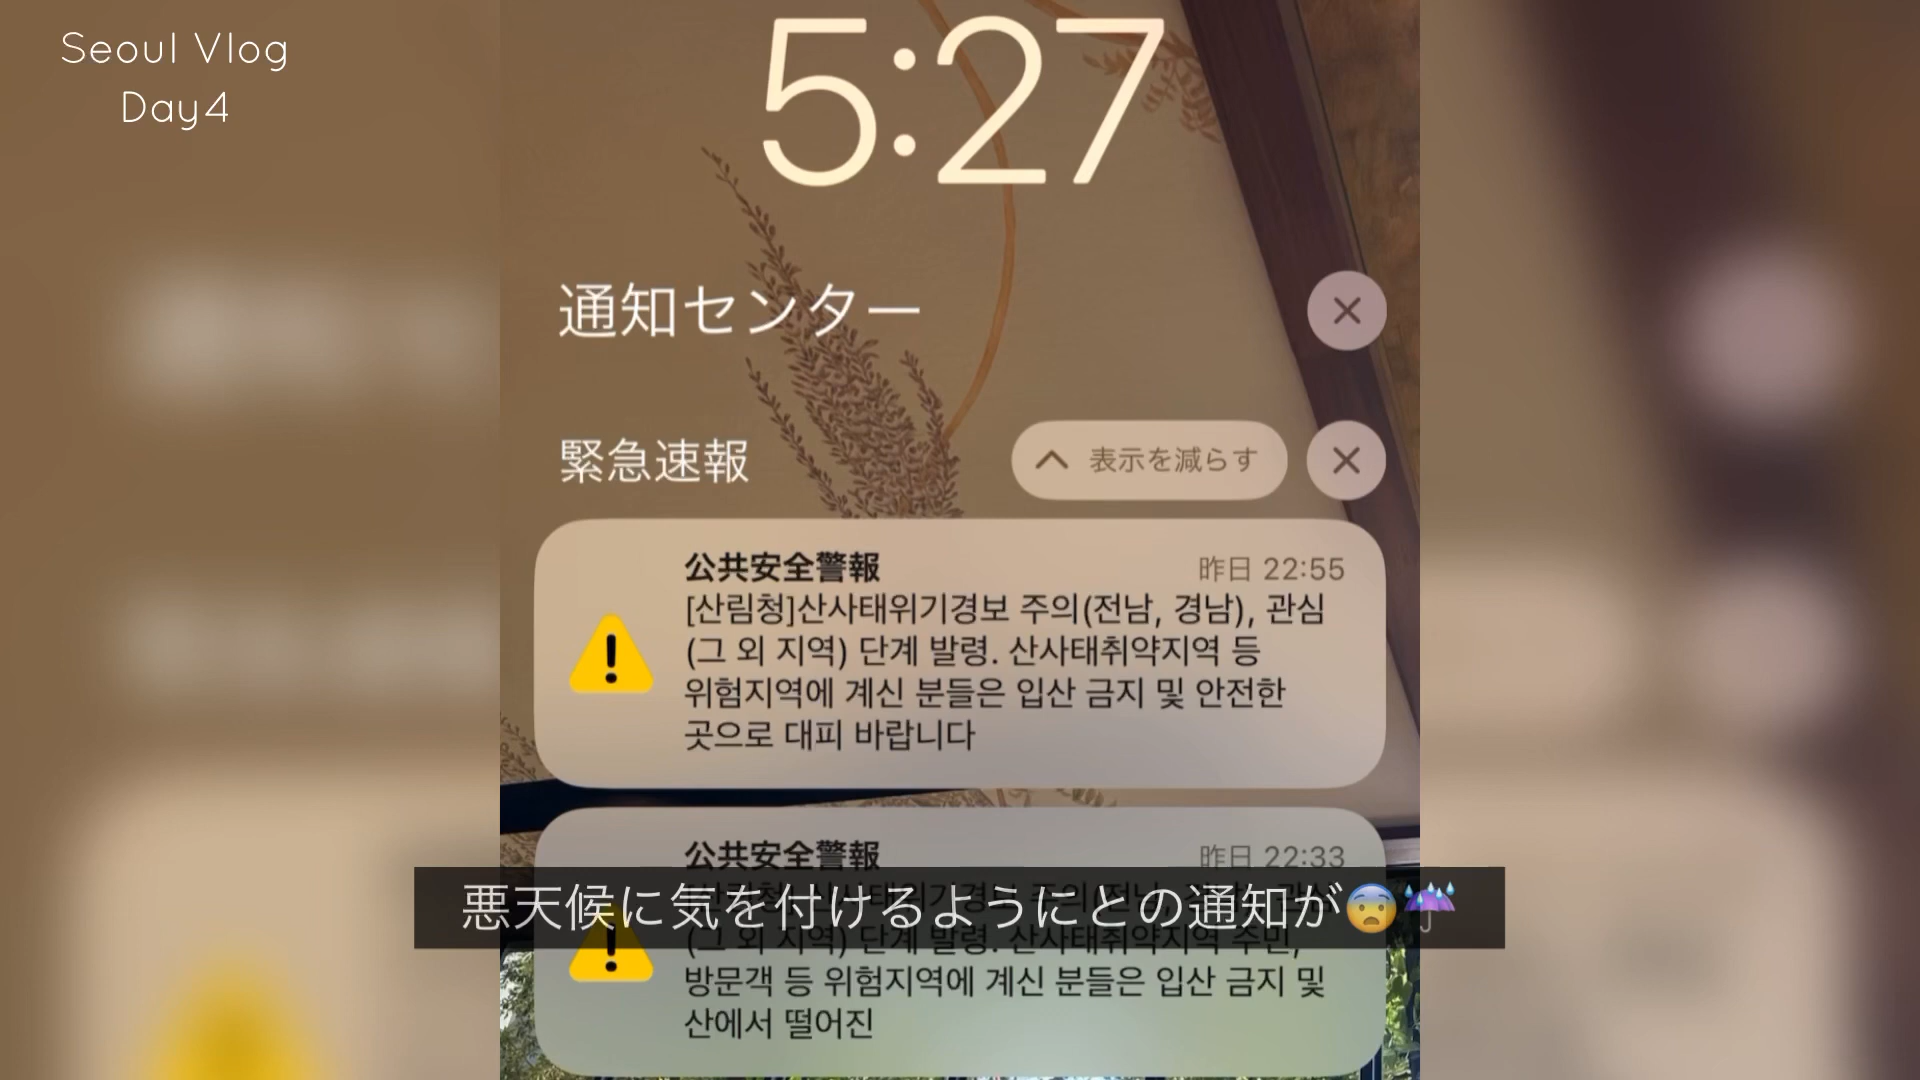 Seoul Vlog
Day4
5:27
通知センター
緊急速報
表示を減らす
公共安全警報
昨日 22:55
[산림청]산사태위기경보 주의(전남, 경남), 관심
(그 외 지역) 단계 발령. 산사태취약지역 등
위험지역에 계신 분들은 입산 금지 및 안전한
곳으로 대피 바랍니다
公共安全警報
昨日 22:33
悪天候に気を付けるようにとの通知が😨☔
(그 외 지역) 단계 발령. 산사태취약지역 주민,
방문객 등 위험지역에 계신 분들은 입산 금지 및
산에서 떨어진